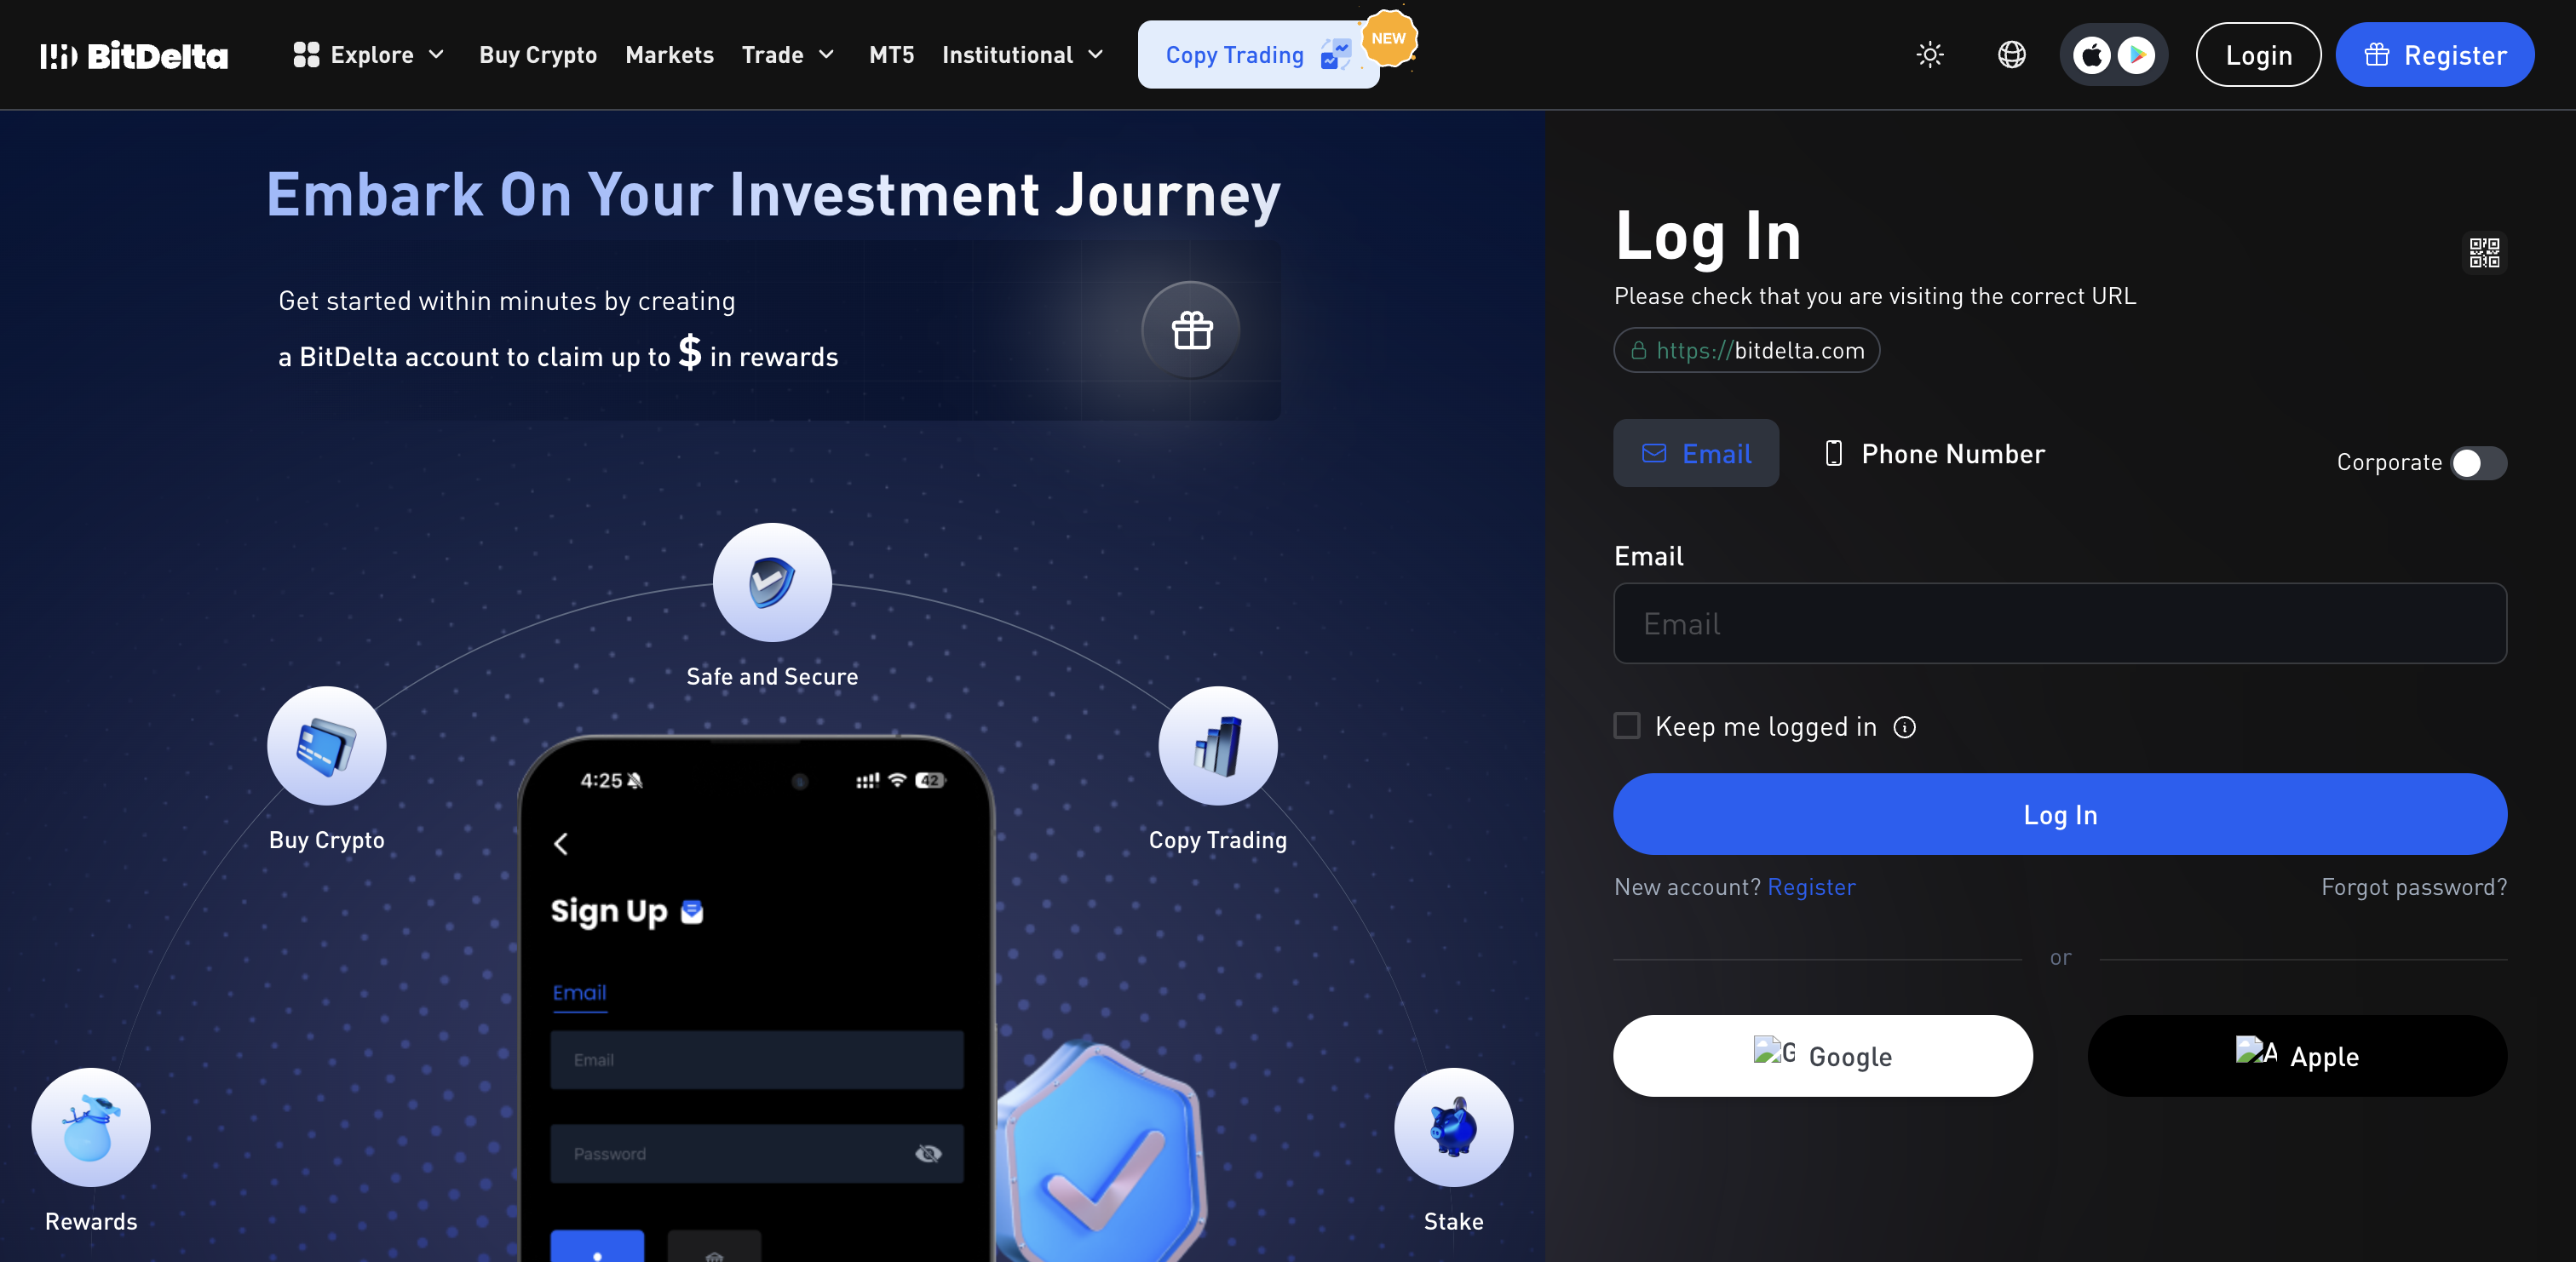 BitDelta
Explore
Buy Crypto
Markets
Trade
MT5
Institutional
Copy Trading
NEW
Login
Register
Embark On Your Investment Journey
Get started within minutes by creating
a BitDelta account to claim up to $ in rewards
Safe and Secure
Buy Crypto
Copy Trading
Rewards
Stake
4:25
42
Sign Up
Email
Email
Password
Log In
Please check that you are visiting the correct URL
https://bitdelta.com
Email
Phone Number
Corporate
Email
Email
Keep me logged in
Log In
New account? Register
Forgot password?
or
G Google
A Apple